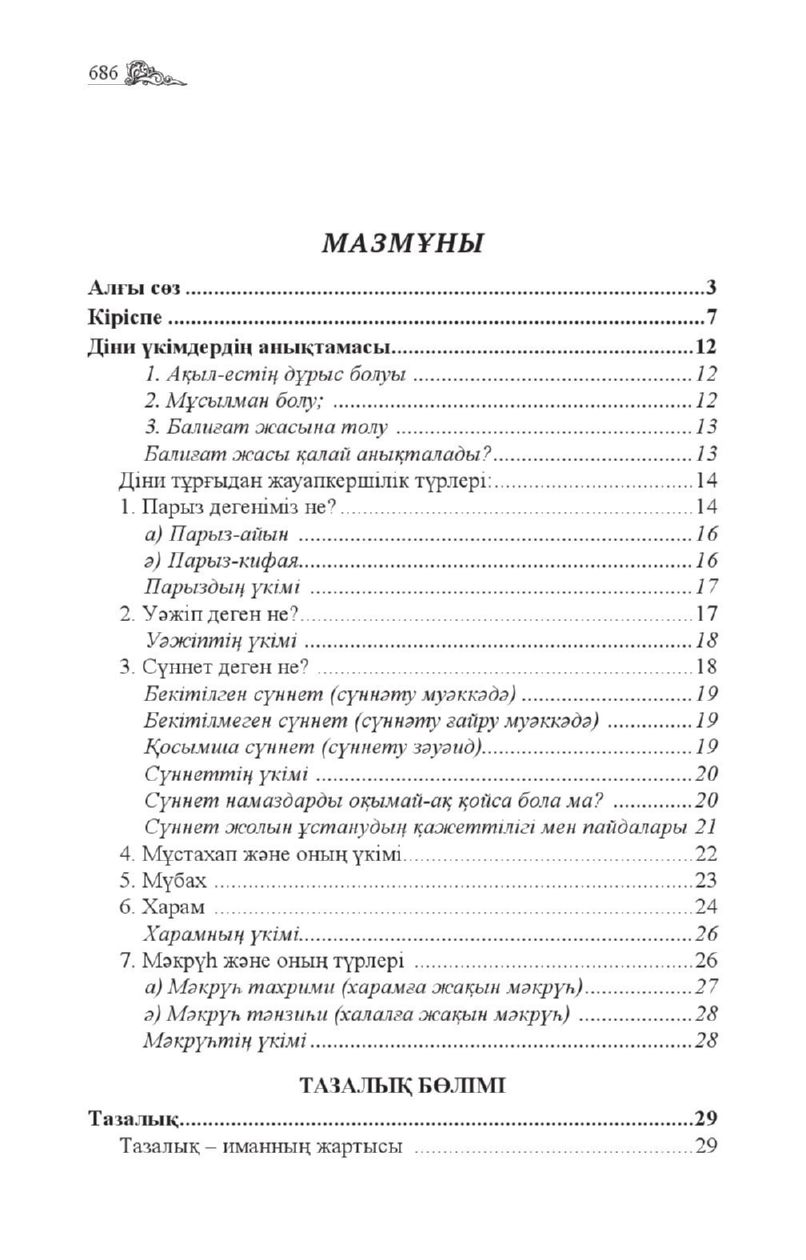 686
МАЗМҰНЫ
Алғы сөз ........ 3
Кіріспе ........ 7
Діни үкімдердің анықтамасы ........ 12
1. Ақыл-естің дұрыс болуы ........ 12
2. Мұсылман болу; ........ 12
3. Балиғат жасына толу ........ 13
Балиғат жасы қалай анықталады? ........ 13
Діни тұрғыдан жауапкершілік түрлері: ........ 14
1. Парыз дегеніміз не? ........ 14
а) Парыз-айын ........ 16
ә) Парыз-кифая ........ 16
Парыздың үкімі ........ 17
2. Уәжіп деген не? ........ 17
Уәжіптің үкімі ........ 18
3. Сүннет деген не? ........ 18
Бекітілген сүннет (сүннәту муәккәдә) ........ 19
Бекітілмеген сүннет (сүннәту ғайру муәккәдә) ........ 19
Қосымша сүннет (сүннету зәуәид) ........ 19
Сүннеттің үкімі ........ 20
Сүннет намаздарды оқымай-ақ қойса бола ма? ........ 20
Сүннет жолын ұстанудың қажеттілігі мен пайдалары 21
4. Мұстахап және оның үкімі ........ 22
5. Мүбах ........ 23
6. Харам ........ 24
Харамның үкімі ........ 26
7. Мәкрүһ және оның түрлері ........ 26
а) Мәкрүһ тахрими (харамға жақын мәкрүһ) ........ 27
ә) Мәкрүһ тәнзиһи (халалға жақын мәкрүһ) ........ 28
Мәкрүһтің үкімі ........ 28
ТАЗАЛЫҚ БӨЛІМІ
Тазалық ........ 29
Тазалық – иманның жартысы ........ 29